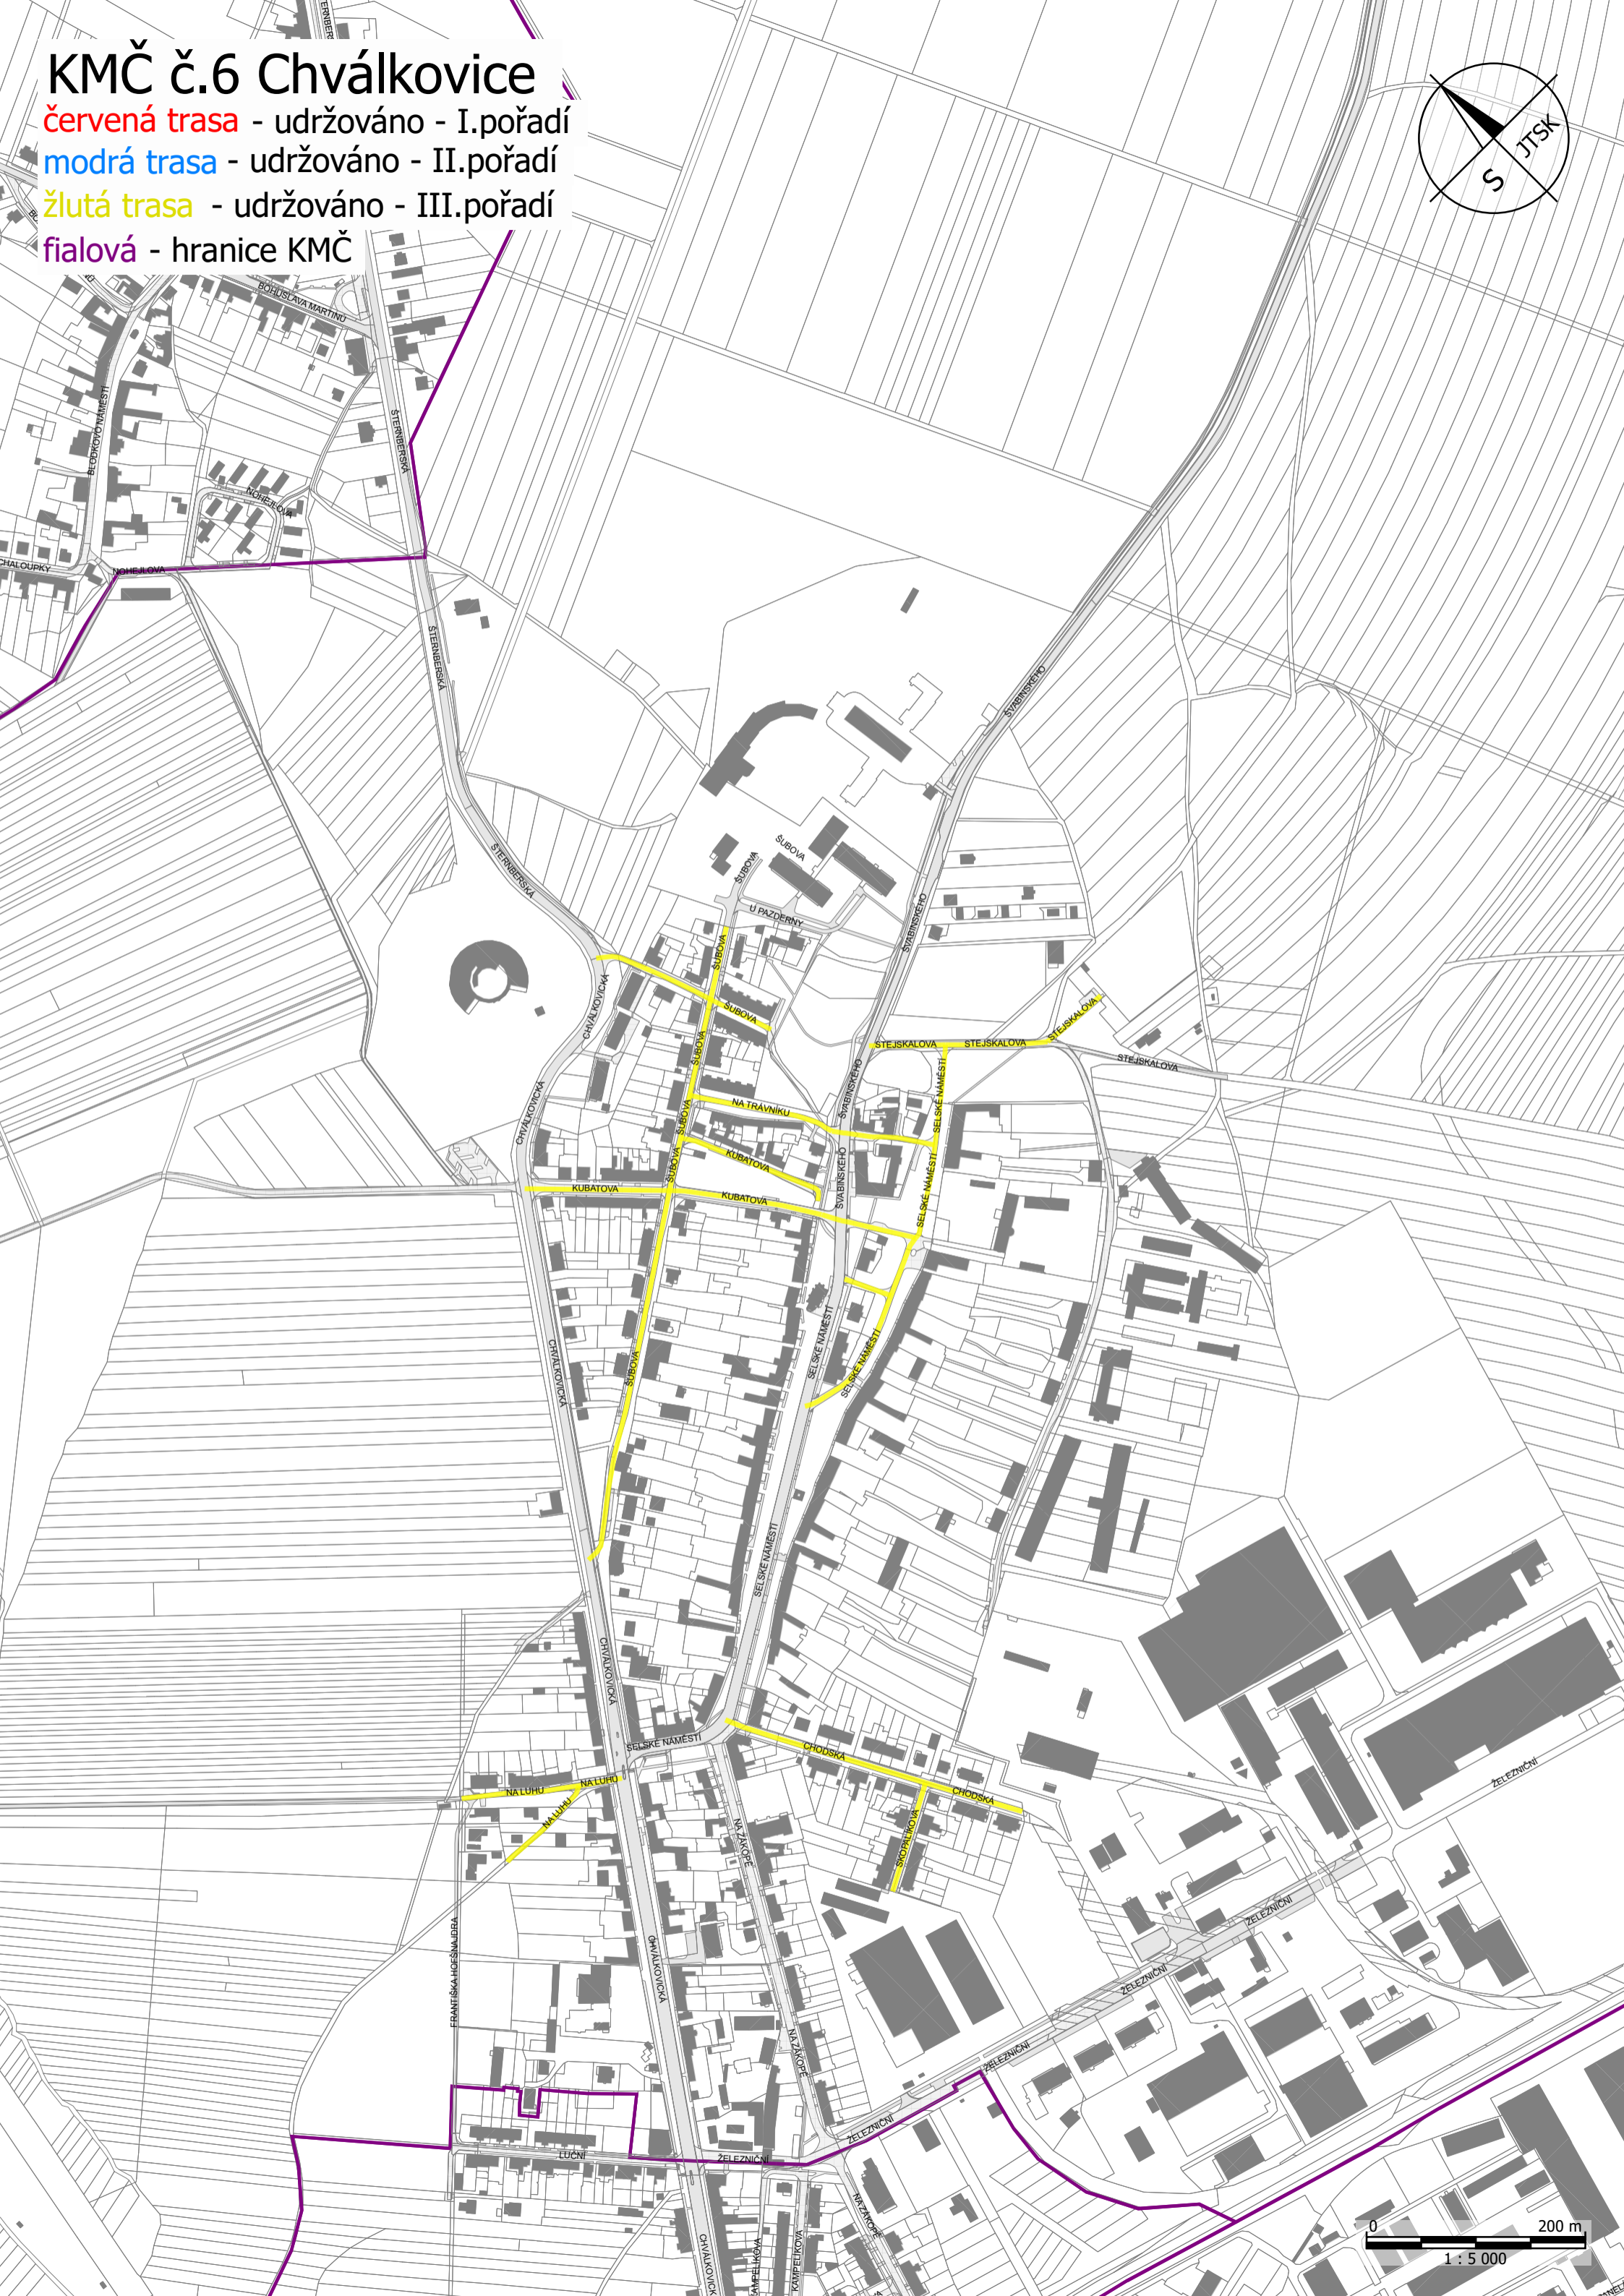 KMČ č.6 Chválkovice
červená trasa - udržováno - I.pořadí
modrá trasa - udržováno - II.pořadí
žlutá trasa - udržováno - III.pořadí
fialová - hranice KMČ
JTSK
S
BOHUSLAVA MARTINŮ
ŠTERNBERSKÁ
BLODKOVO NÁMĚSTÍ
NOHEJLOVA
CHALOUPKY
NOHEJLOVA
ŠTERNBERSKÁ
ŠVABINSKÉHO
ŠTERNBERSKÁ
ŠUBOVA
ŠUBOVA
U PAZDERNY
ŠVABINSKÉHO
ŠUBOVA
CHVÁLKOVICKÁ
ŠUBOVA
STEJSKALOVA
ŠUBOVA
STEJSKALOVA
STEJSKALOVA
STEJSKALOVA
ŠVABINSKÉHO
SELSKÉ NÁMĚSTÍ
CHVÁLKOVICKÁ
ŠUBOVA
NA TRÁVNÍKU
KUBATOVA
ŠUBOVA
ŠVABINSKÉHO
SELSKÉ NÁMĚSTÍ
KUBATOVA
KUBATOVA
CHVÁLKOVICKÁ
ŠUBOVA
SELSKÉ NÁMĚSTÍ
SELSKÉ NÁMĚSTÍ
SELSKÉ NÁMĚSTÍ
CHVÁLKOVICKÁ
SELSKÉ NÁMĚSTÍ
CHODSKÁ
NA LUHU
NA LUHU
CHODSKÁ
NA LUHU
NA ZÁKOPĚ
SKOPALÍKOVA
ŽELEZNIČNÍ
ŽELEZNIČNÍ
FRANTIŠKA HOFŠNAJDRA
CHVÁLKOVICKÁ
ŽELEZNIČNÍ
NA ZÁKOPĚ
ŽELEZNIČNÍ
ŽELEZNIČNÍ
LUČNÍ
ŽELEZNIČNÍ
NA ZÁKOPĚ
KAMPELÍKOVA
0 200 m
1 : 5 000